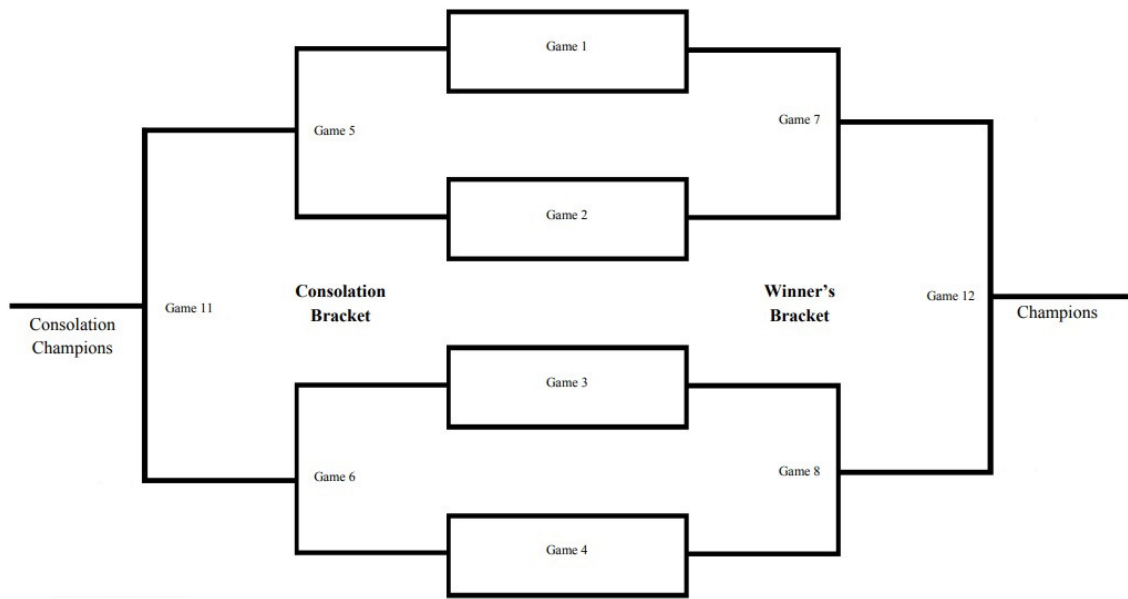 Game 1
Game 5
Game 7
Game 2
Consolation
Bracket
Winner’s
Bracket
Game 11
Game 12
Consolation
Champions
Champions
Game 3
Game 6
Game 8
Game 4